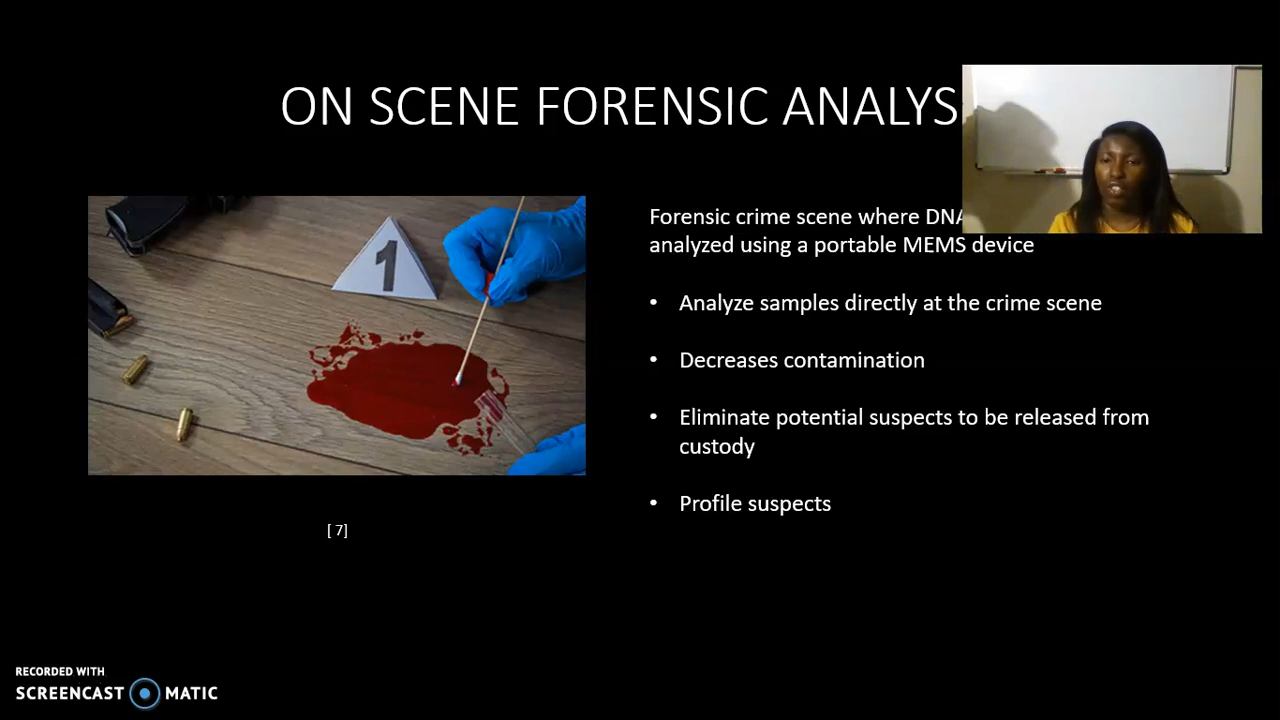 ON SCENE FORENSIC ANALYS
1
Forensic crime scene where DNA
analyzed using a portable MEMS device
• Analyze samples directly at the crime scene
• Decreases contamination
• Eliminate potential suspects to be released from
custody
• Profile suspects
[ 7]
RECORDED WITH
SCREENCAST MATIC